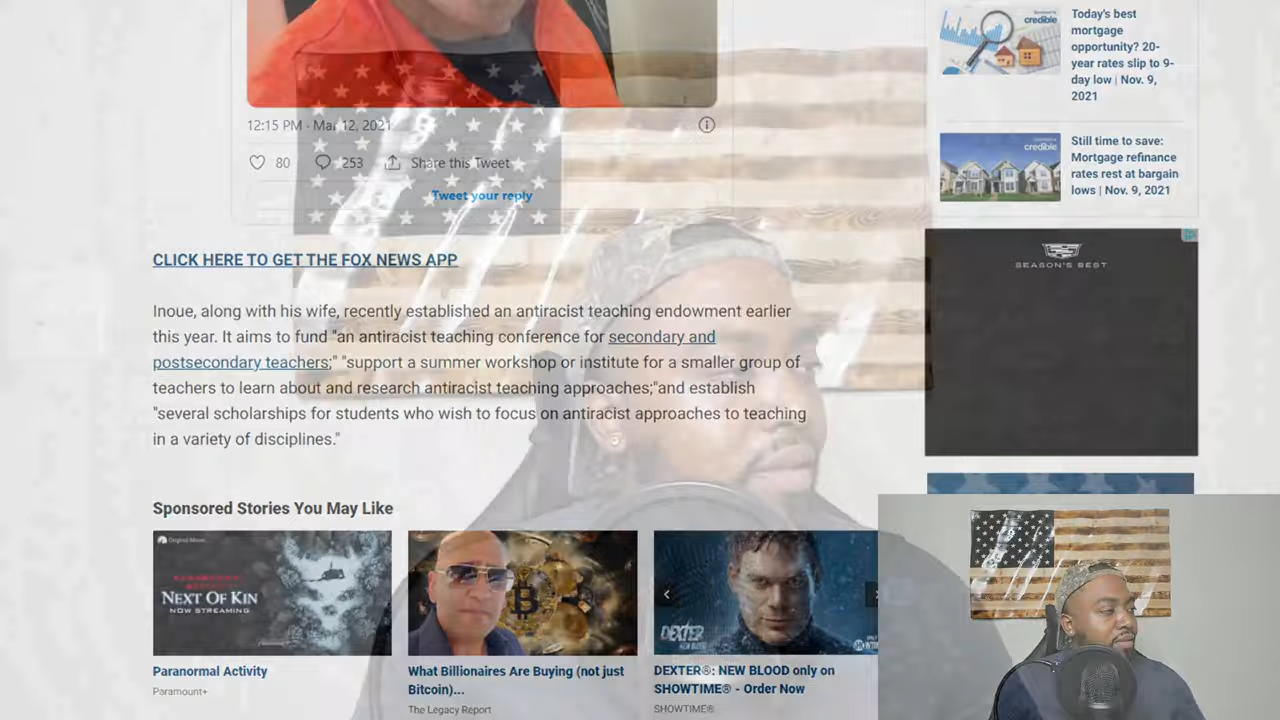 Today's best
mortgage
opportunity? 20-
year rates slip to 9-
day low | Nov. 9,
2021
credible
12:15 PM · Mar 12, 2021
80
253
Share this Tweet
Tweet your reply
credible
Still time to save:
Mortgage refinance
rates rest at bargain
lows | Nov. 9, 2021
SEASON'S BEST
CLICK HERE TO GET THE FOX NEWS APP
Inoue, along with his wife, recently established an antiracist teaching endowment earlier
this year. It aims to fund "an antiracist teaching conference for secondary and
postsecondary teachers;" "support a summer workshop or institute for a smaller group of
teachers to learn about and research antiracist teaching approaches;"and establish
"several scholarships for students who wish to focus on antiracist approaches to teaching
in a variety of disciplines."
Sponsored Stories You May Like
NEXT OF KIN
NOW STREAMING
DEXTER
NEW BLOOD
Paranormal Activity
Paramount+
What Billionaires Are Buying (not just
Bitcoin)...
The Legacy Report
DEXTER®: NEW BLOOD only on
SHOWTIME® - Order Now
SHOWTIME®